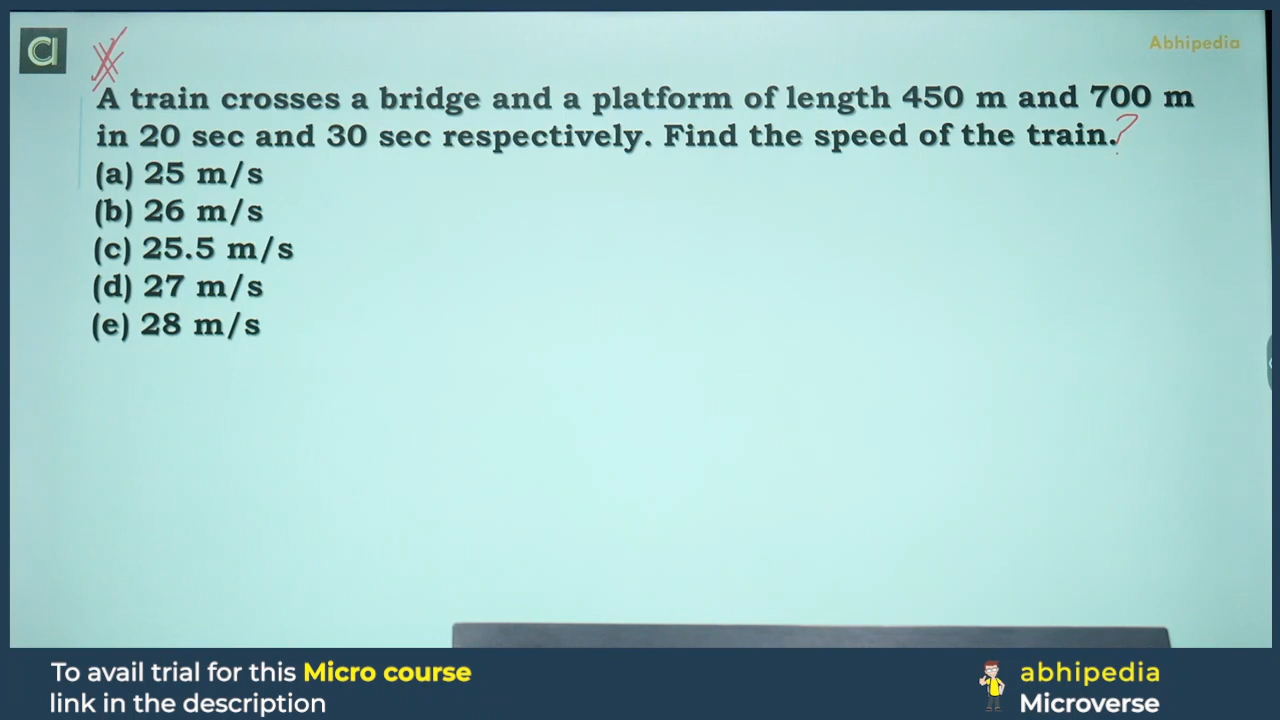 Abhipedia
A train crosses a bridge and a platform of length 450 m and 700 m
in 20 sec and 30 sec respectively. Find the speed of the train.?
(a) 25 m/s
(b) 26 m/s
(c) 25.5 m/s
(d) 27 m/s
(e) 28 m/s
To avail trial for this Micro course
link in the description
abhipedia
Microverse